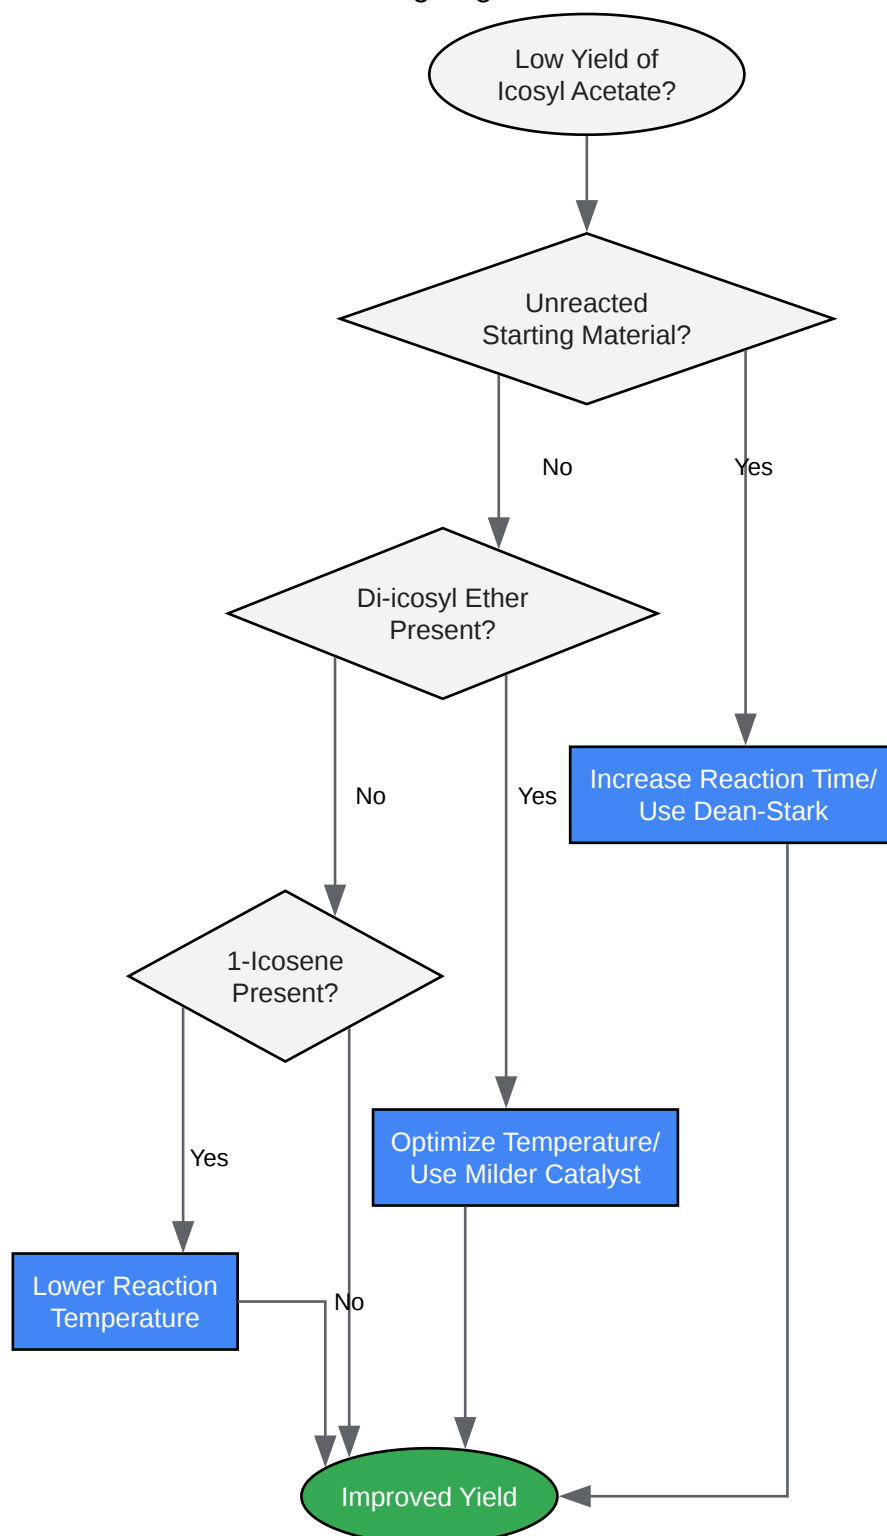 Low Yield of
Icosyl Acetate?
Unreacted
Starting Material?
No
Yes
Di-icosyl Ether
Present?
Increase Reaction Time/
Use Dean-Stark
No
Yes
1-Icosene
Present?
Optimize Temperature/
Use Milder Catalyst
Yes
Lower Reaction
Temperature
No
Improved Yield